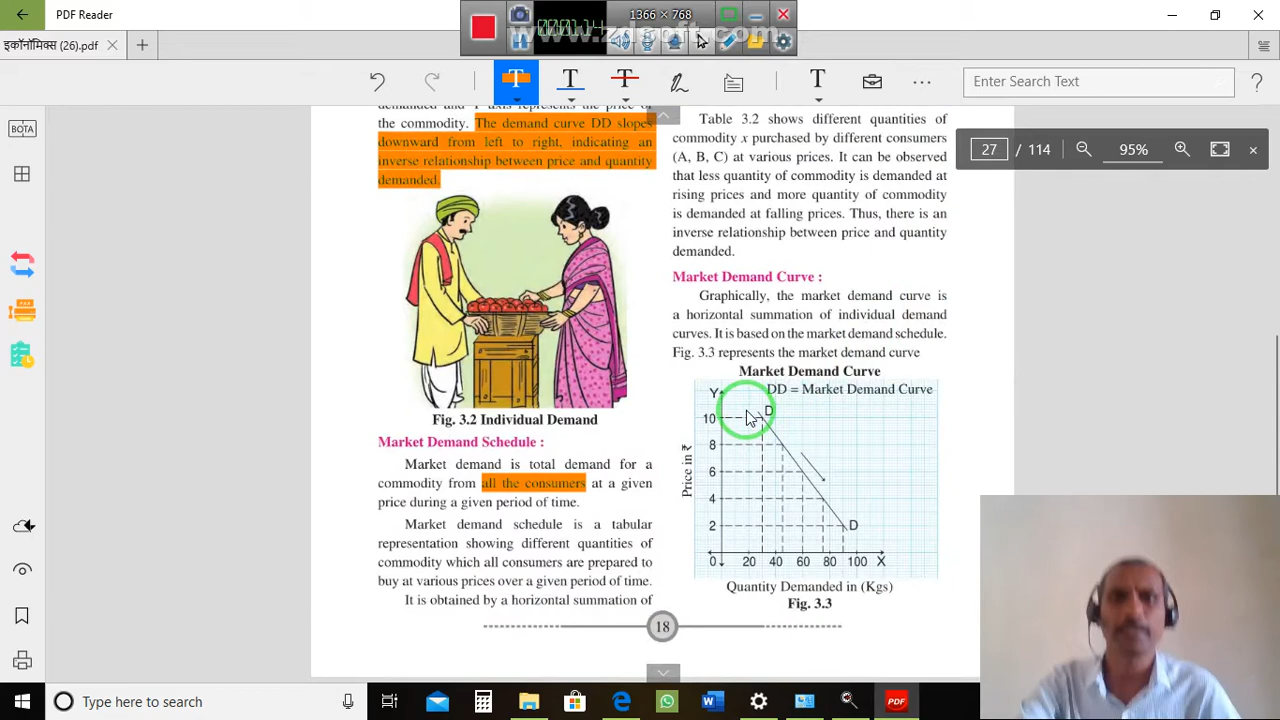 PDF Reader
1366 x 768
www.zdsoft.com
इकॉनॉमिक्स (26).pdf
Enter Search Text
27 / 114
95%
BOTA
the commodity. The demand curve DD slopes
downward from left to right, indicating an
inverse relationship between price and quantity
demanded.
Fig. 3.2 Individual Demand
Market Demand Schedule :
Market demand is total demand for a
commodity from all the consumers at a given
price during a given period of time.
Market demand schedule is a tabular
representation showing different quantities of
commodity which all consumers are prepared to
buy at various prices over a given period of time.
It is obtained by a horizontal summation of
Table 3.2 shows different quantities of
commodity x purchased by different consumers
(A, B, C) at various prices. It can be observed
that less quantity of commodity is demanded at
rising prices and more quantity of commodity
is demanded at falling prices. Thus, there is an
inverse relationship between price and quantity
demanded.
Market Demand Curve :
Graphically, the market demand curve is
a horizontal summation of individual demand
curves. It is based on the market demand schedule.
Fig. 3.3 represents the market demand curve
Market Demand Curve
Y
DD = Market Demand Curve
D
10
8
6
4
2
D
Price in ₹
0 20 40 60 80 100 X
Quantity Demanded in (Kgs)
Fig. 3.3
18
Type here to search
PDF